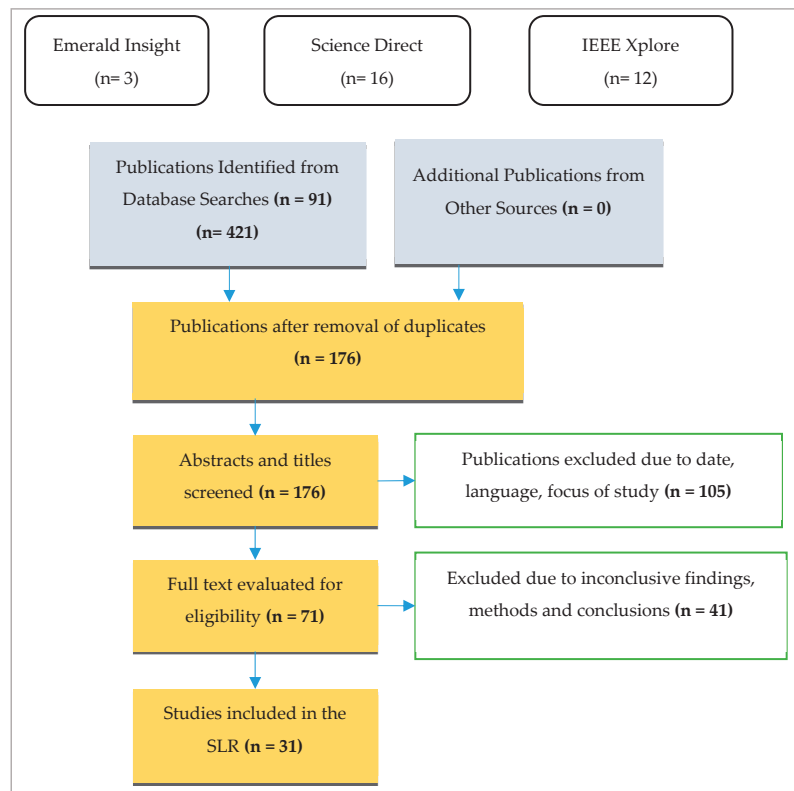 Emerald Insight
(n= 3)
Science Direct
(n= 16)
IEEE Xplore
(n= 12)
Publications Identified from
Database Searches (n = 91)
(n= 421)
Additional Publications from
Other Sources (n = 0)
Publications after removal of duplicates
(n = 176)
Abstracts and titles
screened (n = 176)
Publications excluded due to date,
language, focus of study (n = 105)
Full text evaluated for
eligibility (n = 71)
Excluded due to inconclusive findings,
methods and conclusions (n = 41)
Studies included in the
SLR (n = 31)